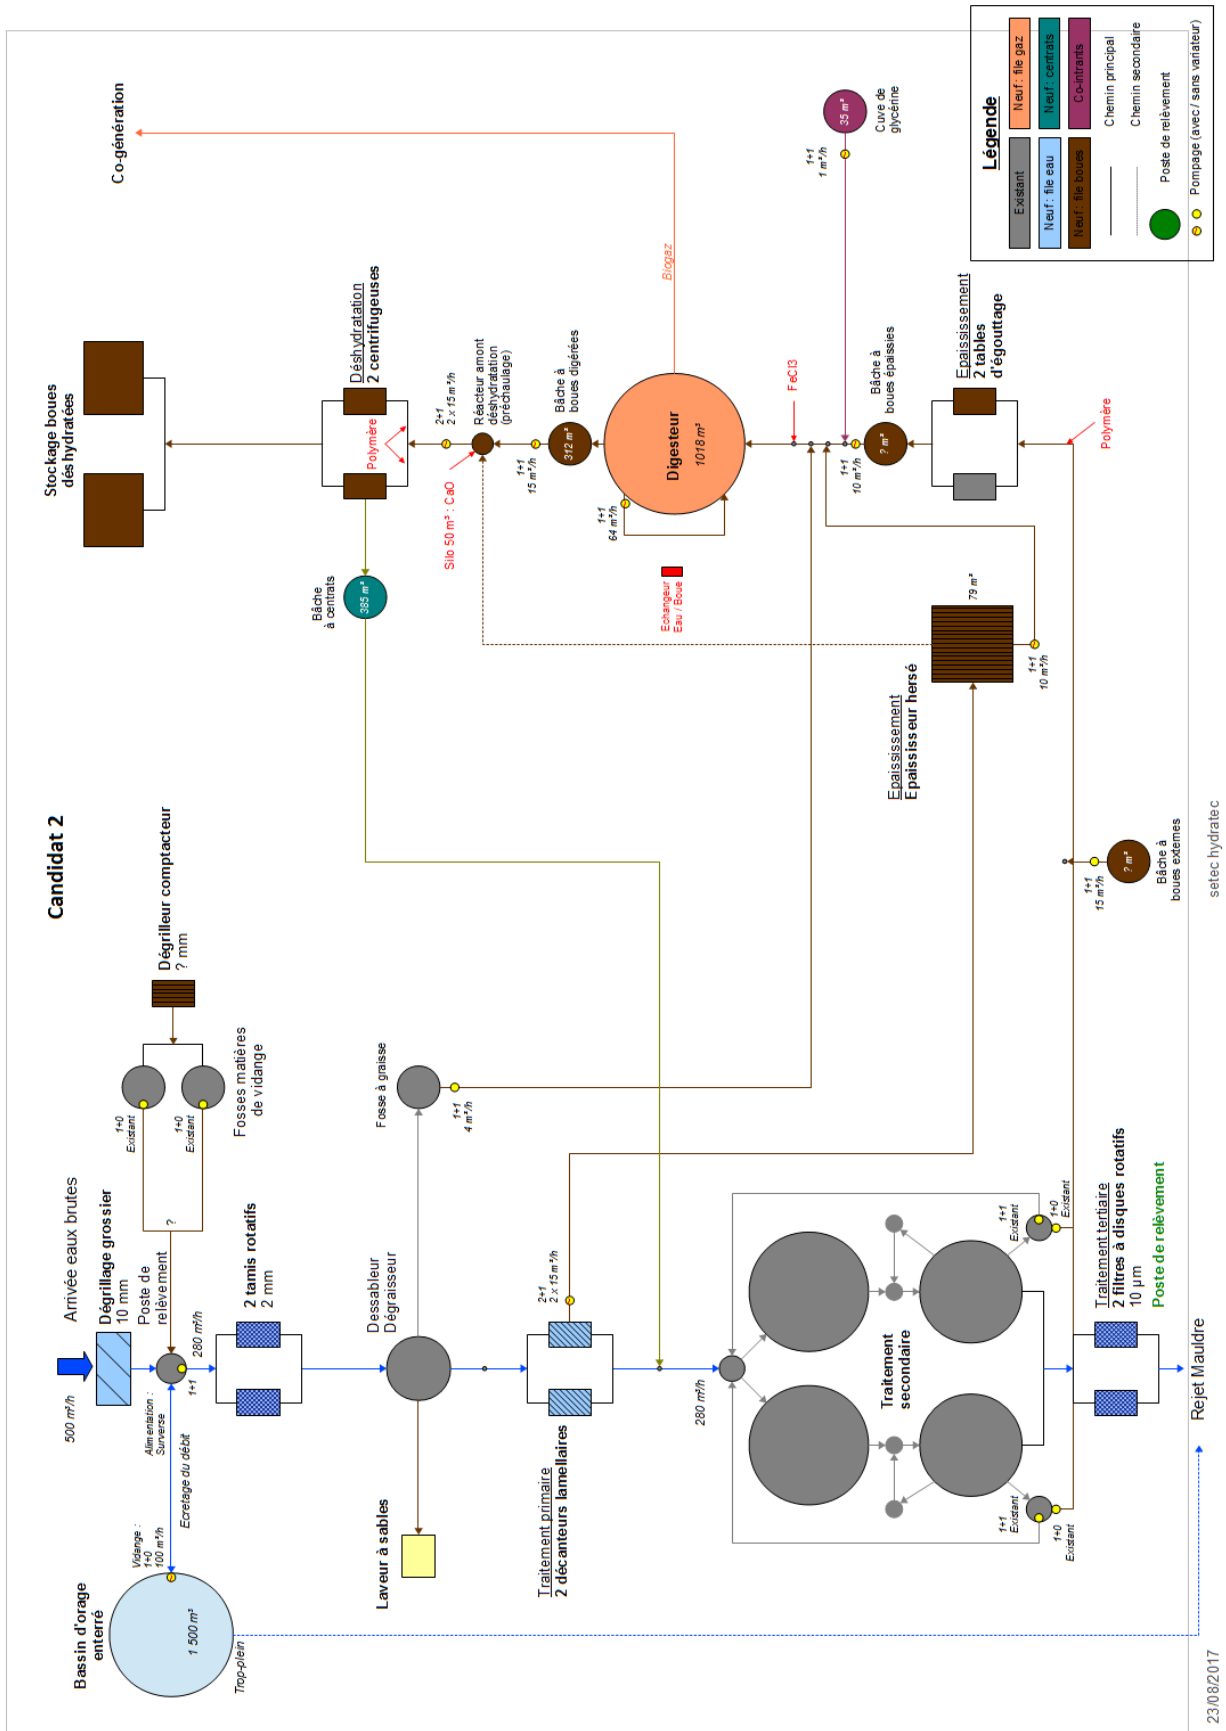 Candidat 2
Arrivée eaux brutes
500 m³/h
Dégrillage grossier
10 mm
Poste de
relèvement
Bassin d'orage
enterré
1 500 m³
Trop-plein
Vidange :
1+0
100 m³/h
Alimentation :
Surverse
Ecretage du débit
1+1
280 m³/h
?
1+0
Existant
1+0
Existant
Fosses matières
de vidange
Dégrilleur comptacteur
? mm
2 tamis rotatifs
2 mm
Dessableur
Dégraisseur
Laveur à sables
Fosse à graisse
1+1
4 m³/h
Traitement primaire
2 décanteurs lamellaires
2+1
2 x 15 m³/h
280 m³/h
Traitement
secondaire
1+1
Existant
1+0
Existant
1+1
Existant
1+0
Existant
Traitement tertiaire
2 filtres à disques rotatifs
10 µm
Poste de relèvement
Rejet Mauldre
Stockage boues
dés hydratées
Co-génération
Déshydratation
2 centrifugeuses
Polymère
Bâche
à centrats
385 m³
2+1
2 x 15 m³/h
Silo 50 m³ : CaO
Réacteur amont
déshydratation
(préchaulage)
1+1
15 m³/h
Bâche à
boues digérées
312 m³
Biogaz
Digesteur
1018 m³
1+1
64 m³/h
Echangeur
Eau / Boue
FeCl3
1+1
1 m³/h
35 m³
Cuve de
glycérine
1+1
10 m³/h
? m³
Bâche à
boues épaissies
Epaississement
2 tables
d'égouttage
Polymère
Epaississement
Epaississeur hersé
79 m³
1+1
10 m³/h
1+1
15 m³/h
? m³
Bâche à
boues externes
Légende
Existant
Neuf : file gaz
Neuf : file eau
Neuf : centrats
Neuf : file boues
Co-intrants
Chemin principal
Chemin secondaire
Poste de relèvement
Pompage (avec / sans variateur)
23/08/2017
setec hydratec